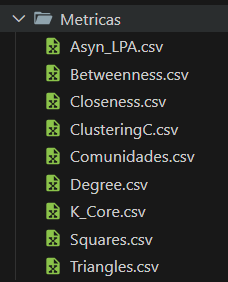 Metricas
Asyn_LPA.csv
Betweenness.csv
Closeness.csv
ClusteringC.csv
Comunidades.csv
Degree.csv
K_Core.csv
Squares.csv
Triangles.csv